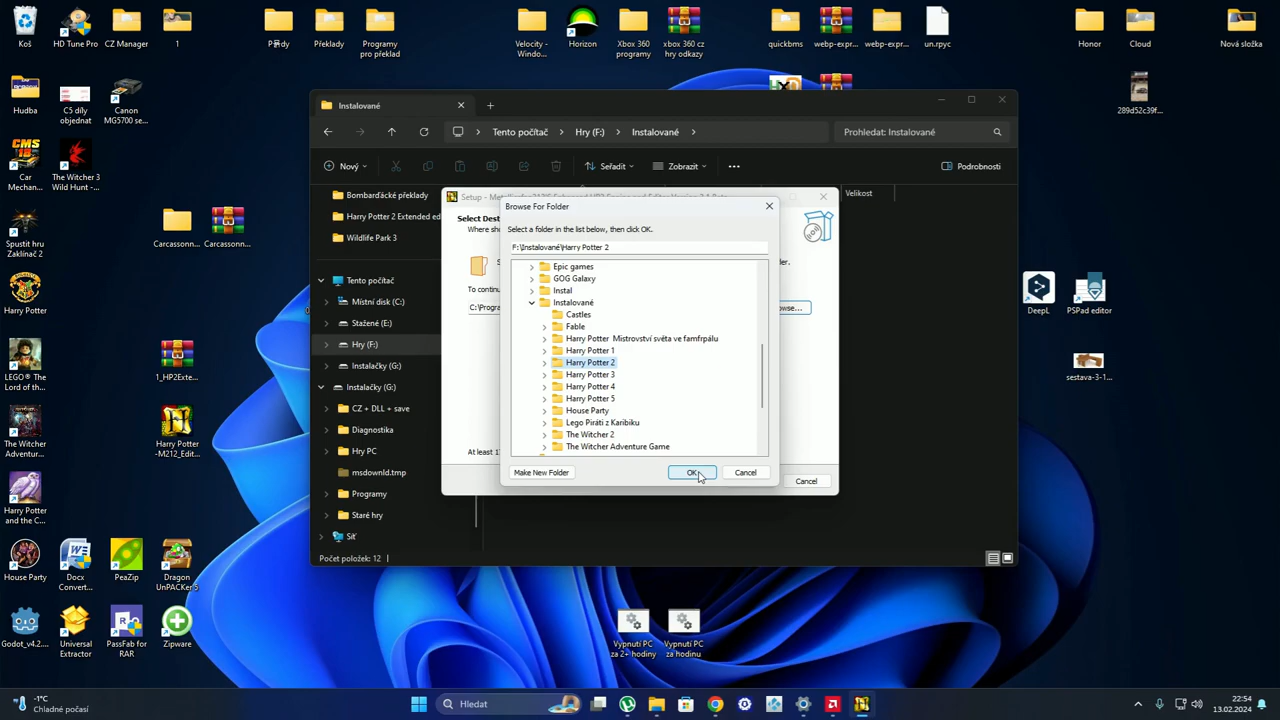 Koš
HD Tune Pro
CZ Manager
1
Překlady
Programy
pro překlad
Velocity -
Windo...
Horizon
Xbox 360
programy
xbox 360 cz
hry odkazy
quickbms
webp-expr...
webp-expr...
un.rpyc
Honor
Cloud
Nová složka
Hudba
C5 díly
objednat
Canon
MG5700 se...
289d52c39f...
Car
Mechan...
The Witcher 3
Wild Hunt -...
Spustit hru
Zaklínač 2
Carcassonn...
Carcassonn...
Harry Potter
LEGO® The
Lord of the...
1_HP2Exte...
The Witcher
Adventur...
Harry Potter
-M212_Edit...
Harry Potter
and the C...
House Party
Docx
Convert...
PeaZip
Dragon
UnPACKer 5
Godot_v4.2...
Universal
Extractor
PassFab for
RAR
Zipware
DeepL
PSPad editor
sestava-3-1...
Vypnutí PC
za 2+ hodiny
Vypnutí PC
za hodinu
Instalované
Tento počítač
Hry (F:)
Instalované
Prohledat: Instalované
Nový
Seřadit
Zobrazit
Podrobnosti
Velikost
Bombarďácké překlady
Harry Potter 2 Extended ed
Wildlife Park 3
Tento počítač
Místní disk (C:)
Stažené (E:)
Hry (F:)
Instalačky (G:)
Instalačky (G:)
CZ + DLL + save
Diagnostika
Hry PC
msdownld.tmp
Programy
Staré hry
Síť
Počet položek: 12
Select Dest
Where sho
To continu
C:\Progra
owse...
At least 1
Cancel
Browse For Folder
Select a folder in the list below, then click OK.
F:\Instalované\Harry Potter 2
Epic games
GOG Galaxy
Instal
Instalované
Castles
Fable
Harry Potter Mistrovství světa ve famfrpálu
Harry Potter 1
Harry Potter 2
Harry Potter 3
Harry Potter 4
Harry Potter 5
House Party
Lego Piráti z Karibiku
The Witcher 2
The Witcher Adventure Game
Make New Folder
OK
Cancel
-1°C
Chladné počasí
Hledat
22:54
13.02.2024